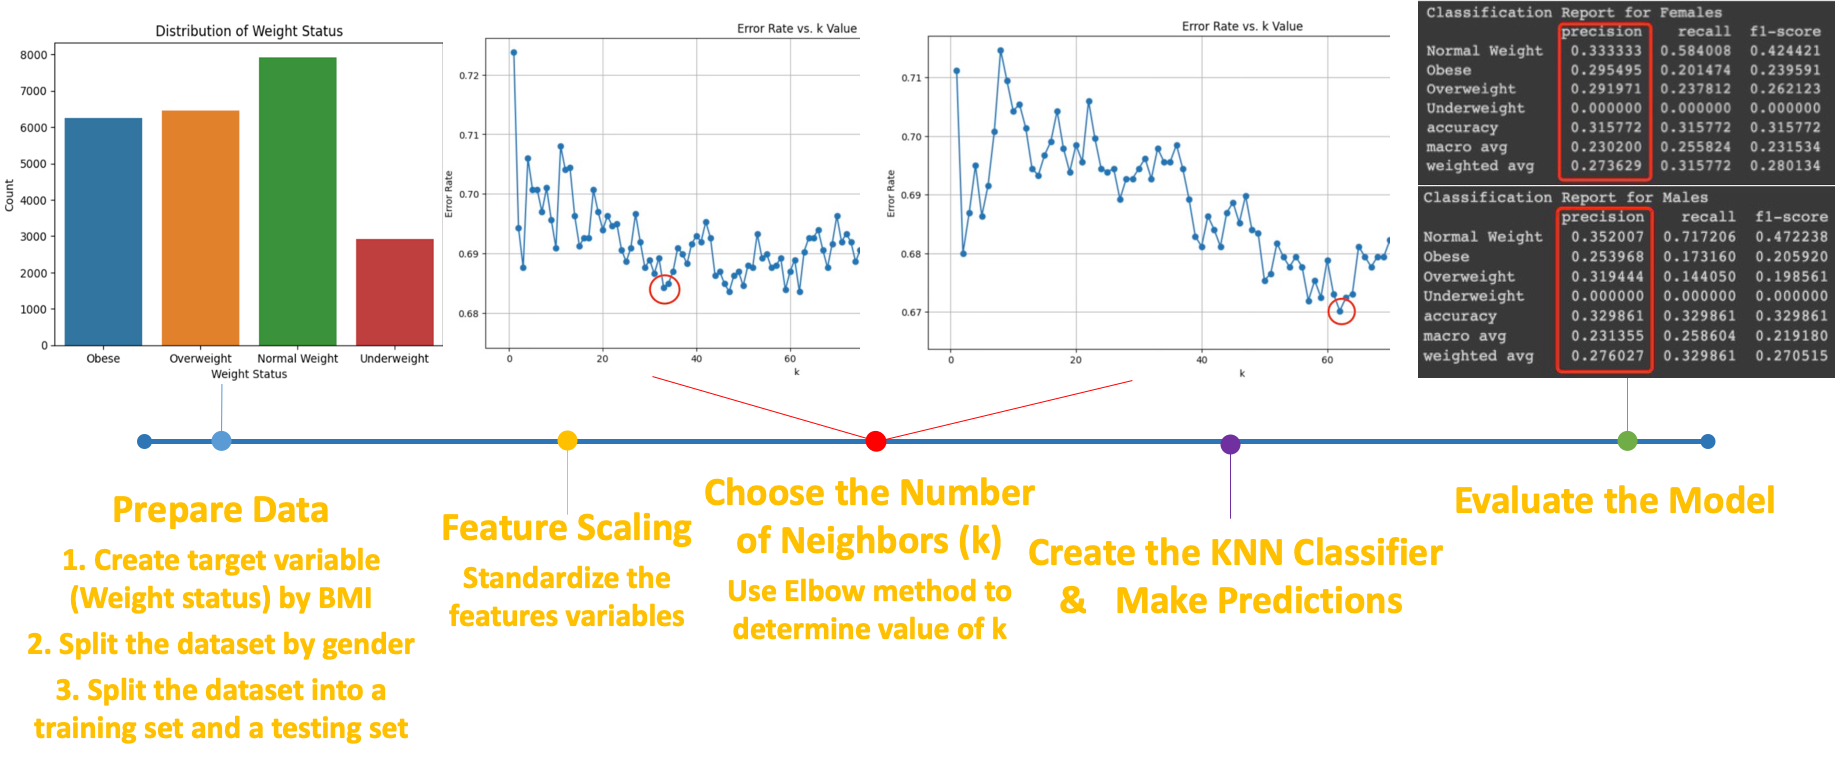 Distribution of Weight Status
8000
7000
6000
5000
4000
3000
2000
1000
0
Count
Obese Overweight Normal Weight Underweight
Weight Status
Error Rate vs. k Value
0.72
0.71
0.70
0.69
0.68
Error Rate
0 20 40 60
k
Error Rate vs. k Value
0.71
0.70
0.69
0.68
0.67
Error Rate
0 20 40 60
k
Classification Report for Females
precision recall f1-score
Normal Weight 0.333333 0.584008 0.424421
Obese 0.295495 0.201474 0.239591
Overweight 0.291971 0.237812 0.262123
Underweight 0.000000 0.000000 0.000000
accuracy 0.315772 0.315772 0.315772
macro avg 0.230200 0.255824 0.231534
weighted avg 0.273629 0.315772 0.280134
Classification Report for Males
precision recall f1-score
Normal Weight 0.352007 0.717206 0.472238
Obese 0.253968 0.173160 0.205920
Overweight 0.319444 0.144050 0.198561
Underweight 0.000000 0.000000 0.000000
accuracy 0.329861 0.329861 0.329861
macro avg 0.231355 0.258604 0.219180
weighted avg 0.276027 0.329861 0.270515
Prepare Data
1. Create target variable
(Weight status) by BMI
2. Split the dataset by gender
3. Split the dataset into a
training set and a testing set
Feature Scaling
Standardize the
features variables
Choose the Number
of Neighbors (k)
Use Elbow method to
determine value of k
Create the KNN Classifier
& Make Predictions
Evaluate the Model